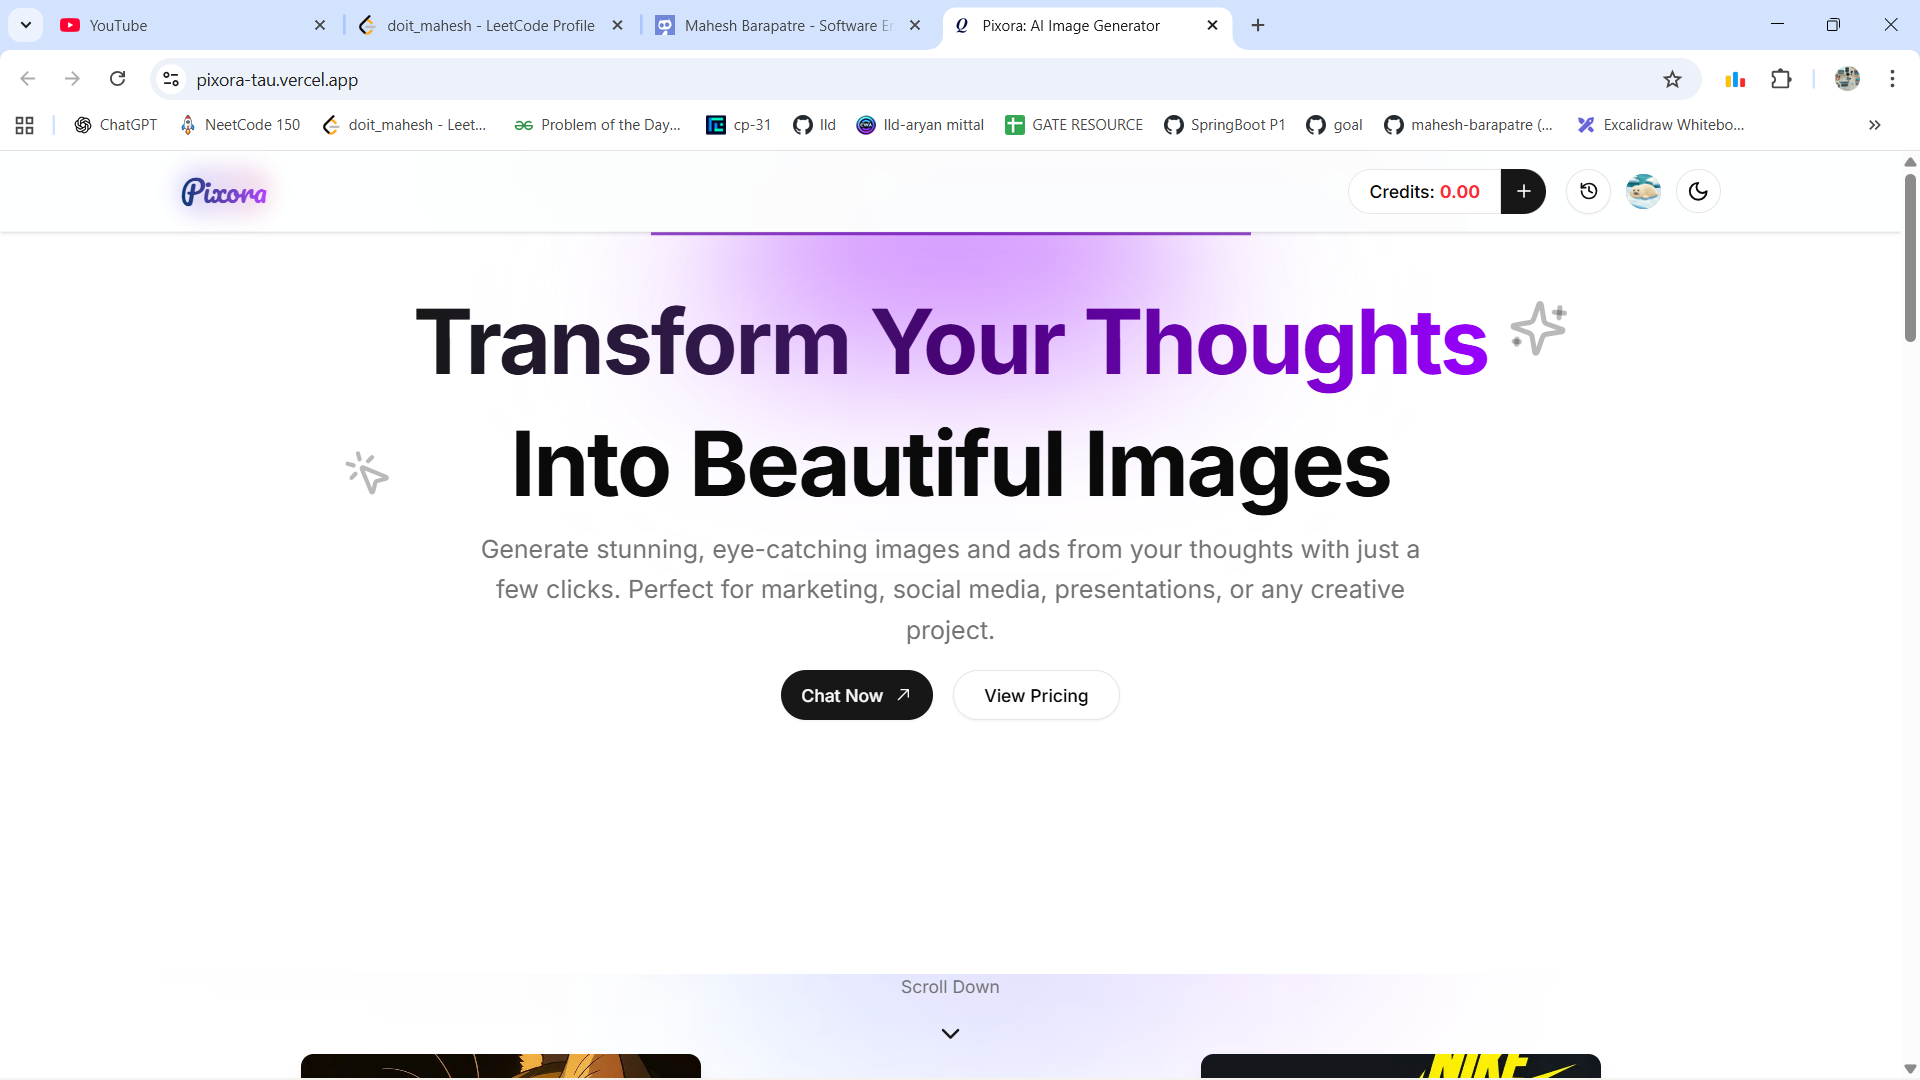 YouTube
doit_mahesh - LeetCode Profile
Mahesh Barapatre - Software E
Pixora: AI Image Generator
pixora-tau.vercel.app
ChatGPT
NeetCode 150
doit_mahesh - Leet...
Problem of the Day...
cp-31
lld
lld-aryan mittal
GATE RESOURCE
SpringBoot P1
goal
mahesh-barapatre (...
Excalidraw Whitebo...
Pixora
Credits: 0.00
Transform Your Thoughts
Into Beautiful Images
Generate stunning, eye-catching images and ads from your thoughts with just a
few clicks. Perfect for marketing, social media, presentations, or any creative
project.
Chat Now
View Pricing
Scroll Down
NIKE